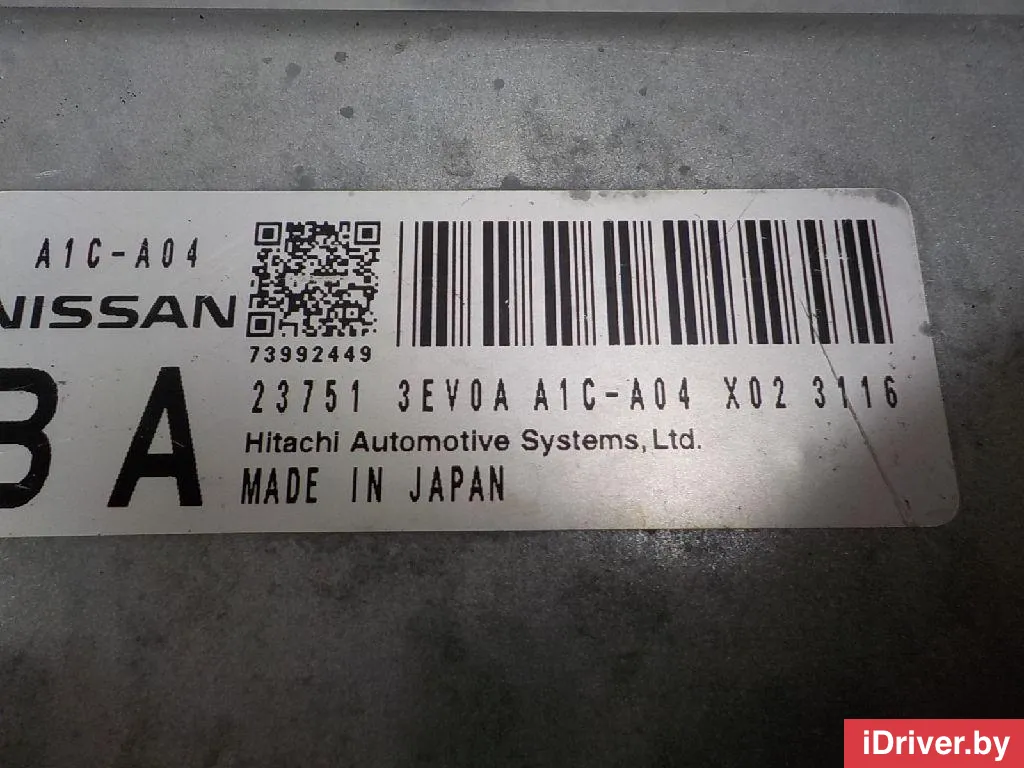 A1C-A04
NISSAN
BA
73992449
23751 3EV0A A1C-A04 X02 3116
Hitachi Automotive Systems, Ltd.
MADE IN JAPAN
iDriver.by